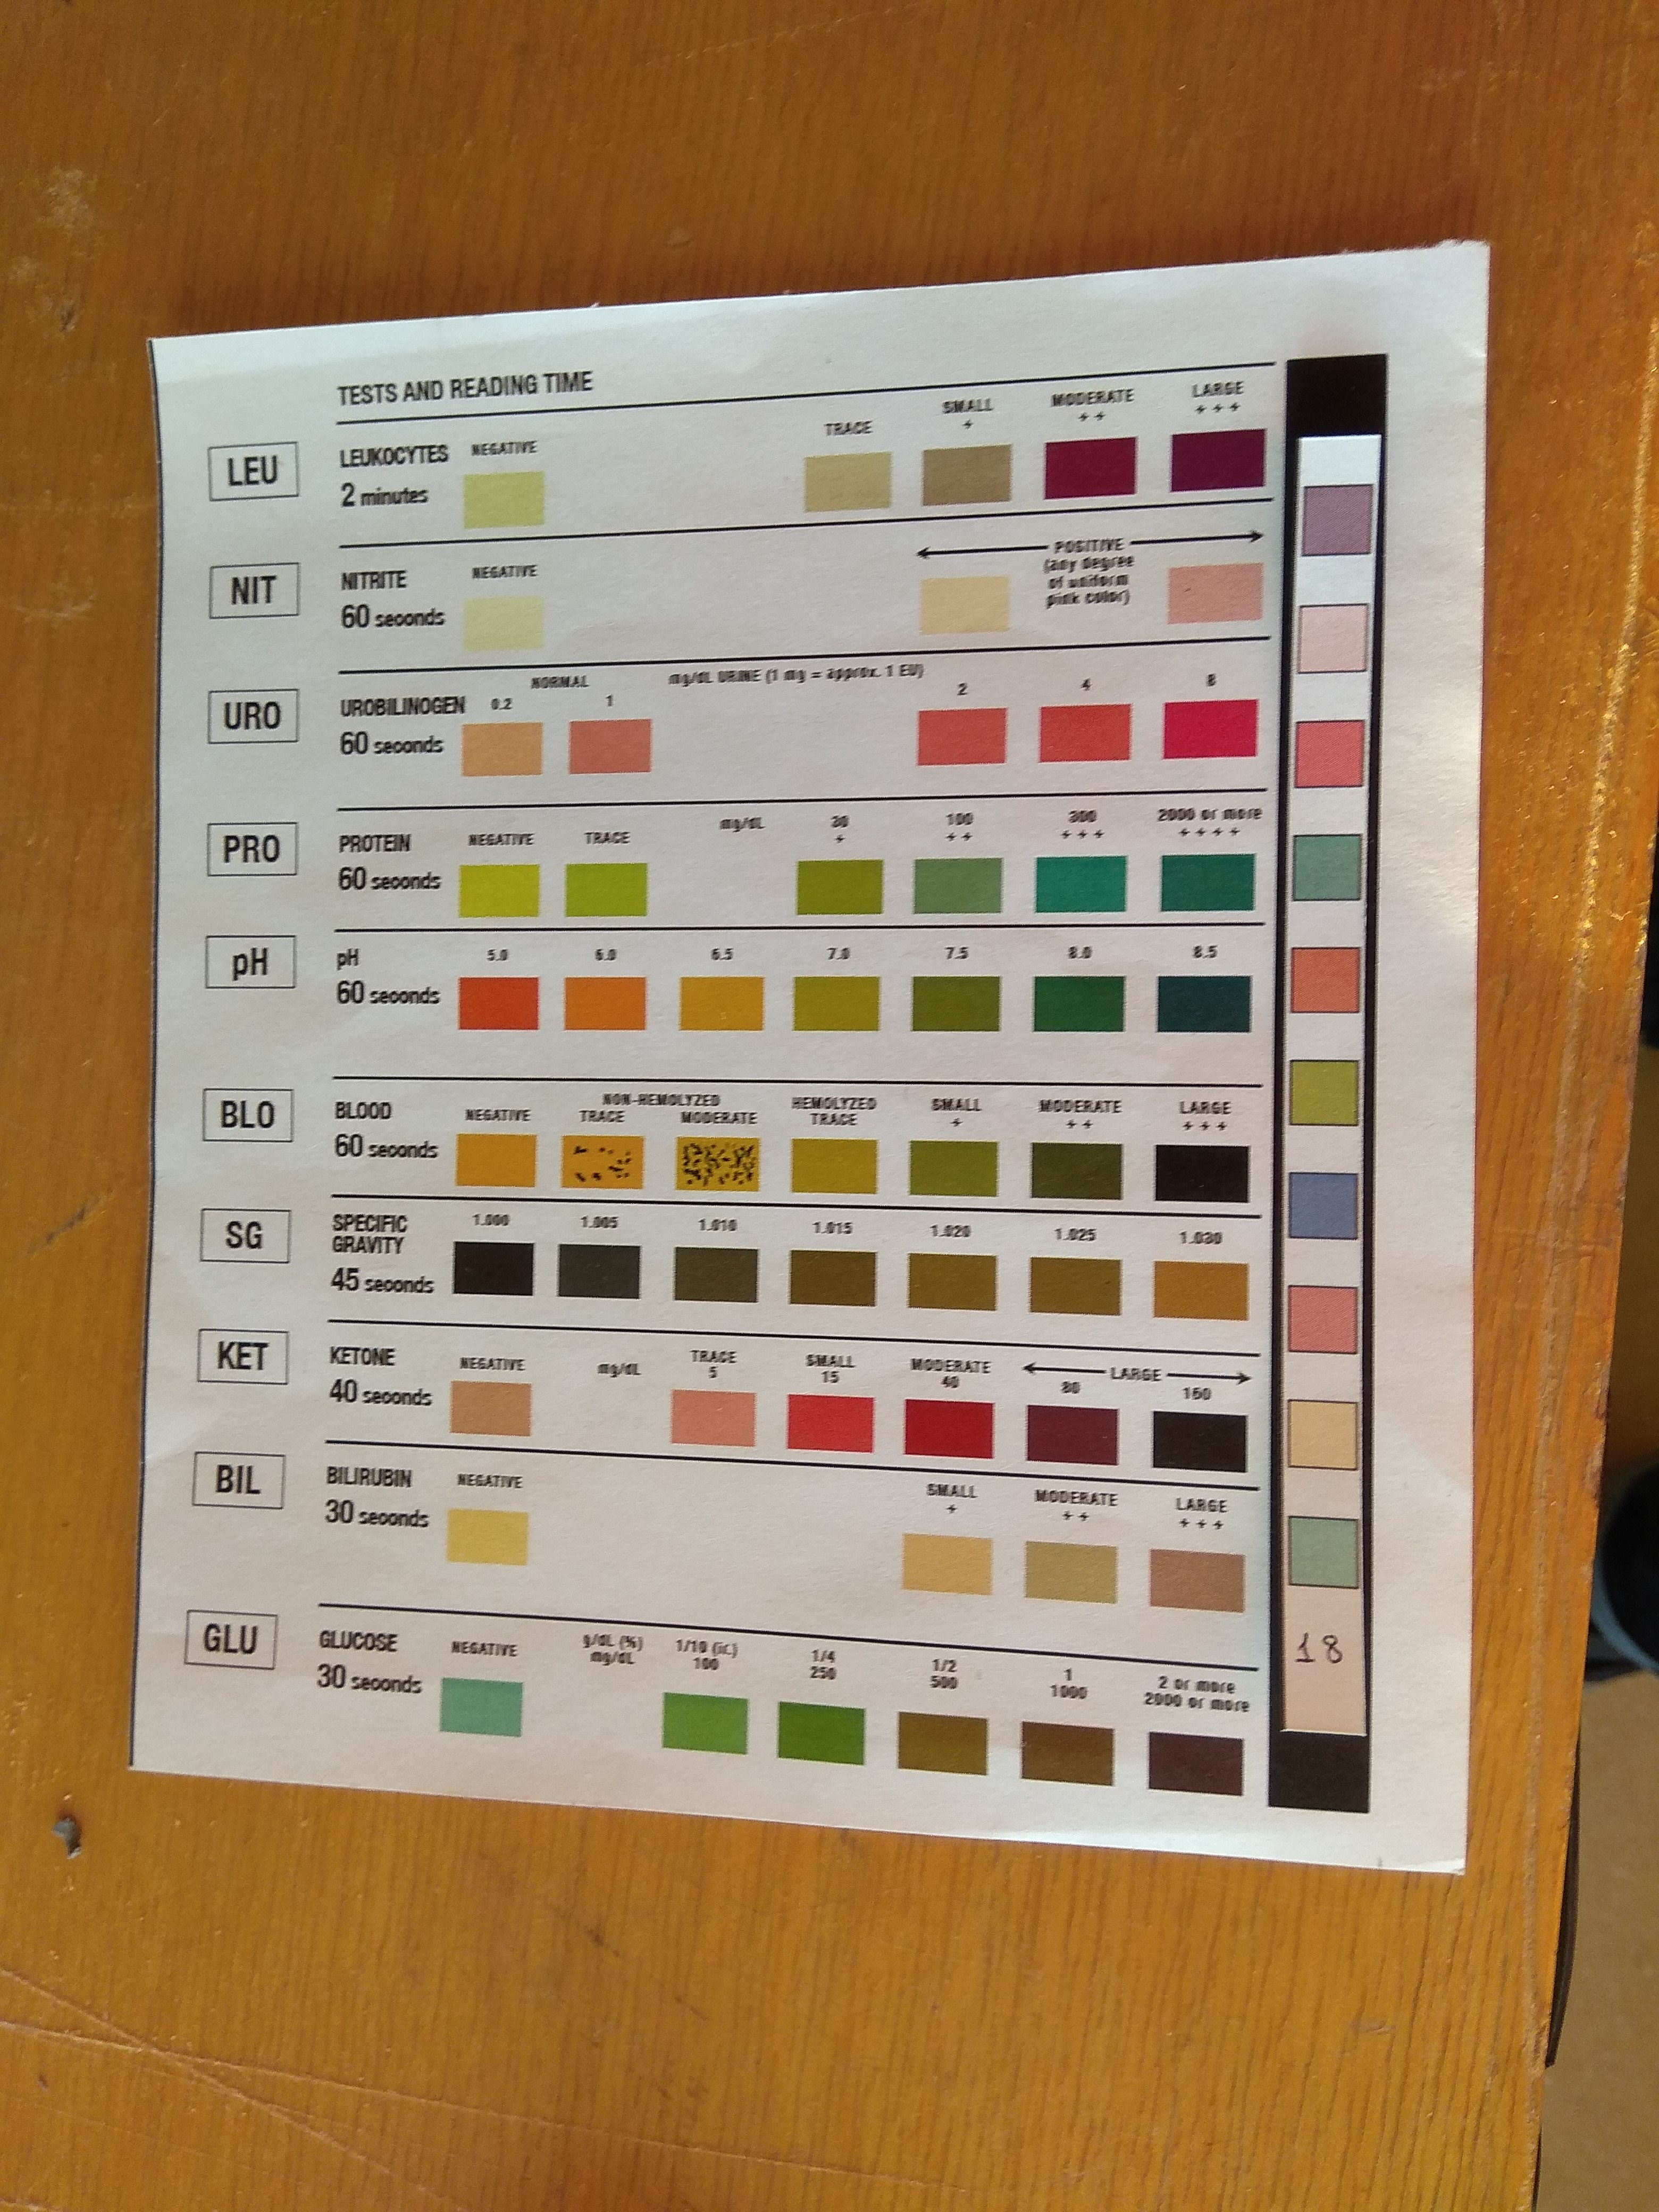 TESTS AND READING TIME
LEU
LEUKOCYTES
2 minutes
NEGATIVE
TRACE
SMALL
+
MODERATE
++
LARGE
+++
NIT
NITRITE
60 seconds
NEGATIVE
POSITIVE
(any degree
of uniform
pink color)
URO
UROBILINOGEN
60 seconds
NORMAL
0.2
1
mg/dL URINE (1 mg = approx. 1 EU)
2
4
8
PRO
PROTEIN
60 seconds
NEGATIVE
TRACE
mg/dL
30
+
100
++
300
+++
2000 or more
++++
pH
pH
60 seconds
5.0
6.0
6.5
7.0
7.5
8.0
8.5
BLO
BLOOD
60 seconds
NEGATIVE
NON-HEMOLYZED
TRACE
MODERATE
HEMOLYZED
TRACE
SMALL
+
MODERATE
++
LARGE
+++
SG
SPECIFIC
GRAVITY
45 seconds
1.000
1.005
1.010
1.015
1.020
1.025
1.030
KET
KETONE
40 seconds
NEGATIVE
mg/dL
TRACE
5
SMALL
15
MODERATE
40
LARGE
80
160
BIL
BILIRUBIN
30 seconds
NEGATIVE
SMALL
+
MODERATE
++
LARGE
+++
GLU
GLUCOSE
30 seconds
NEGATIVE
g/dL (%)
mg/dL
1/10 (tr.)
100
1/4
250
1/2
500
1
1000
2 or more
2000 or more
18